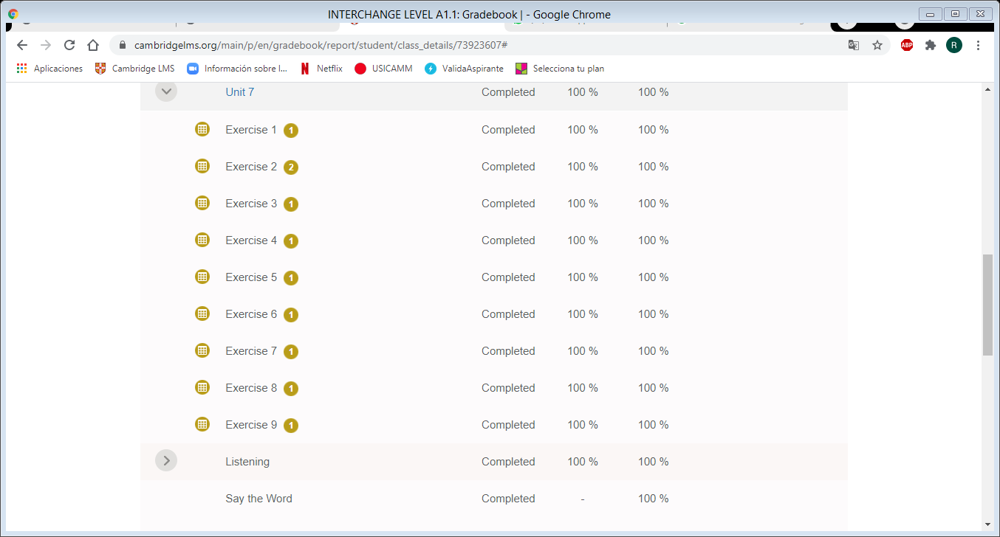 INTERCHANGE LEVEL A1.1: Gradebook | - Google Chrome
cambridgelms.org/main/p/en/gradebook/report/student/class_details/73923607#
ABP
R
Aplicaciones Cambridge LMS Información sobre l... Netflix USICAMM ValidaAspirante Selecciona tu plan
Unit 7 Completed 100 % 100 %
Exercise 1 1 Completed 100 % 100 %
Exercise 2 2 Completed 100 % 100 %
Exercise 3 1 Completed 100 % 100 %
Exercise 4 1 Completed 100 % 100 %
Exercise 5 1 Completed 100 % 100 %
Exercise 6 1 Completed 100 % 100 %
Exercise 7 1 Completed 100 % 100 %
Exercise 8 1 Completed 100 % 100 %
Exercise 9 1 Completed 100 % 100 %
Listening Completed 100 % 100 %
Say the Word Completed - 100 %